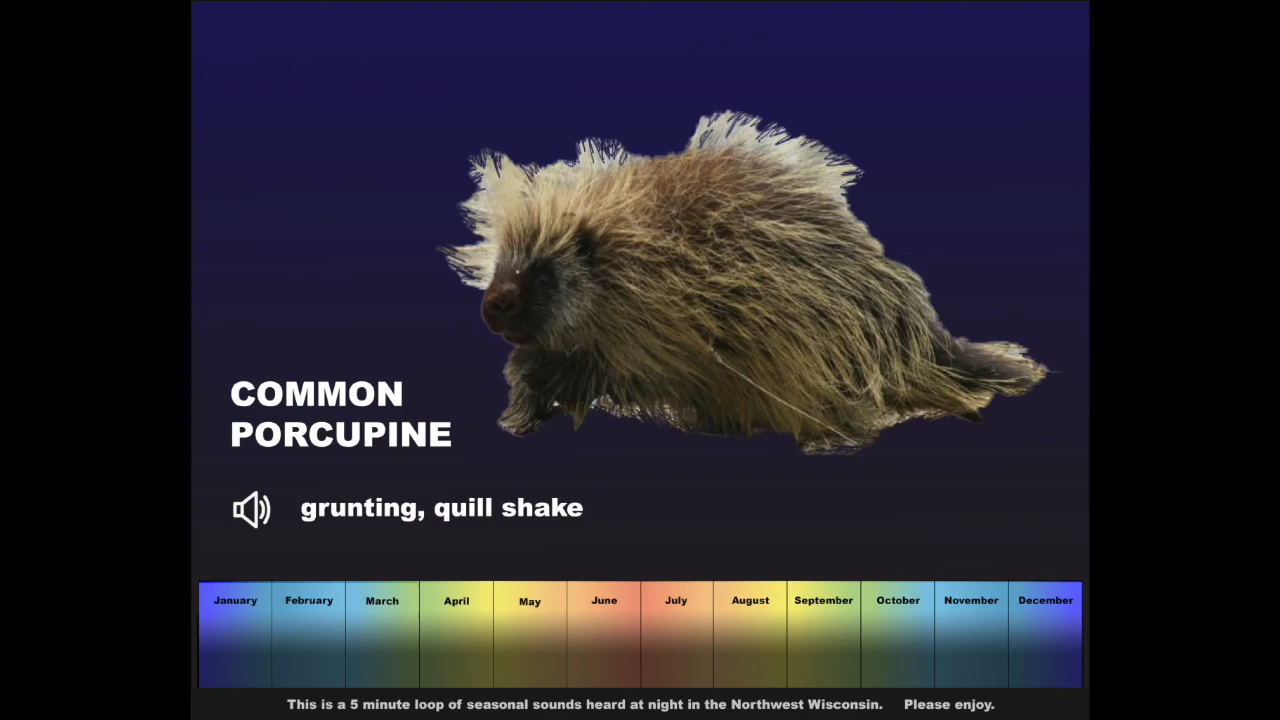 COMMON
PORCUPINE
grunting, quill shake
January February March April May June July August September October November December
This is a 5 minute loop of seasonal sounds heard at night in the Northwest Wisconsin. Please enjoy.